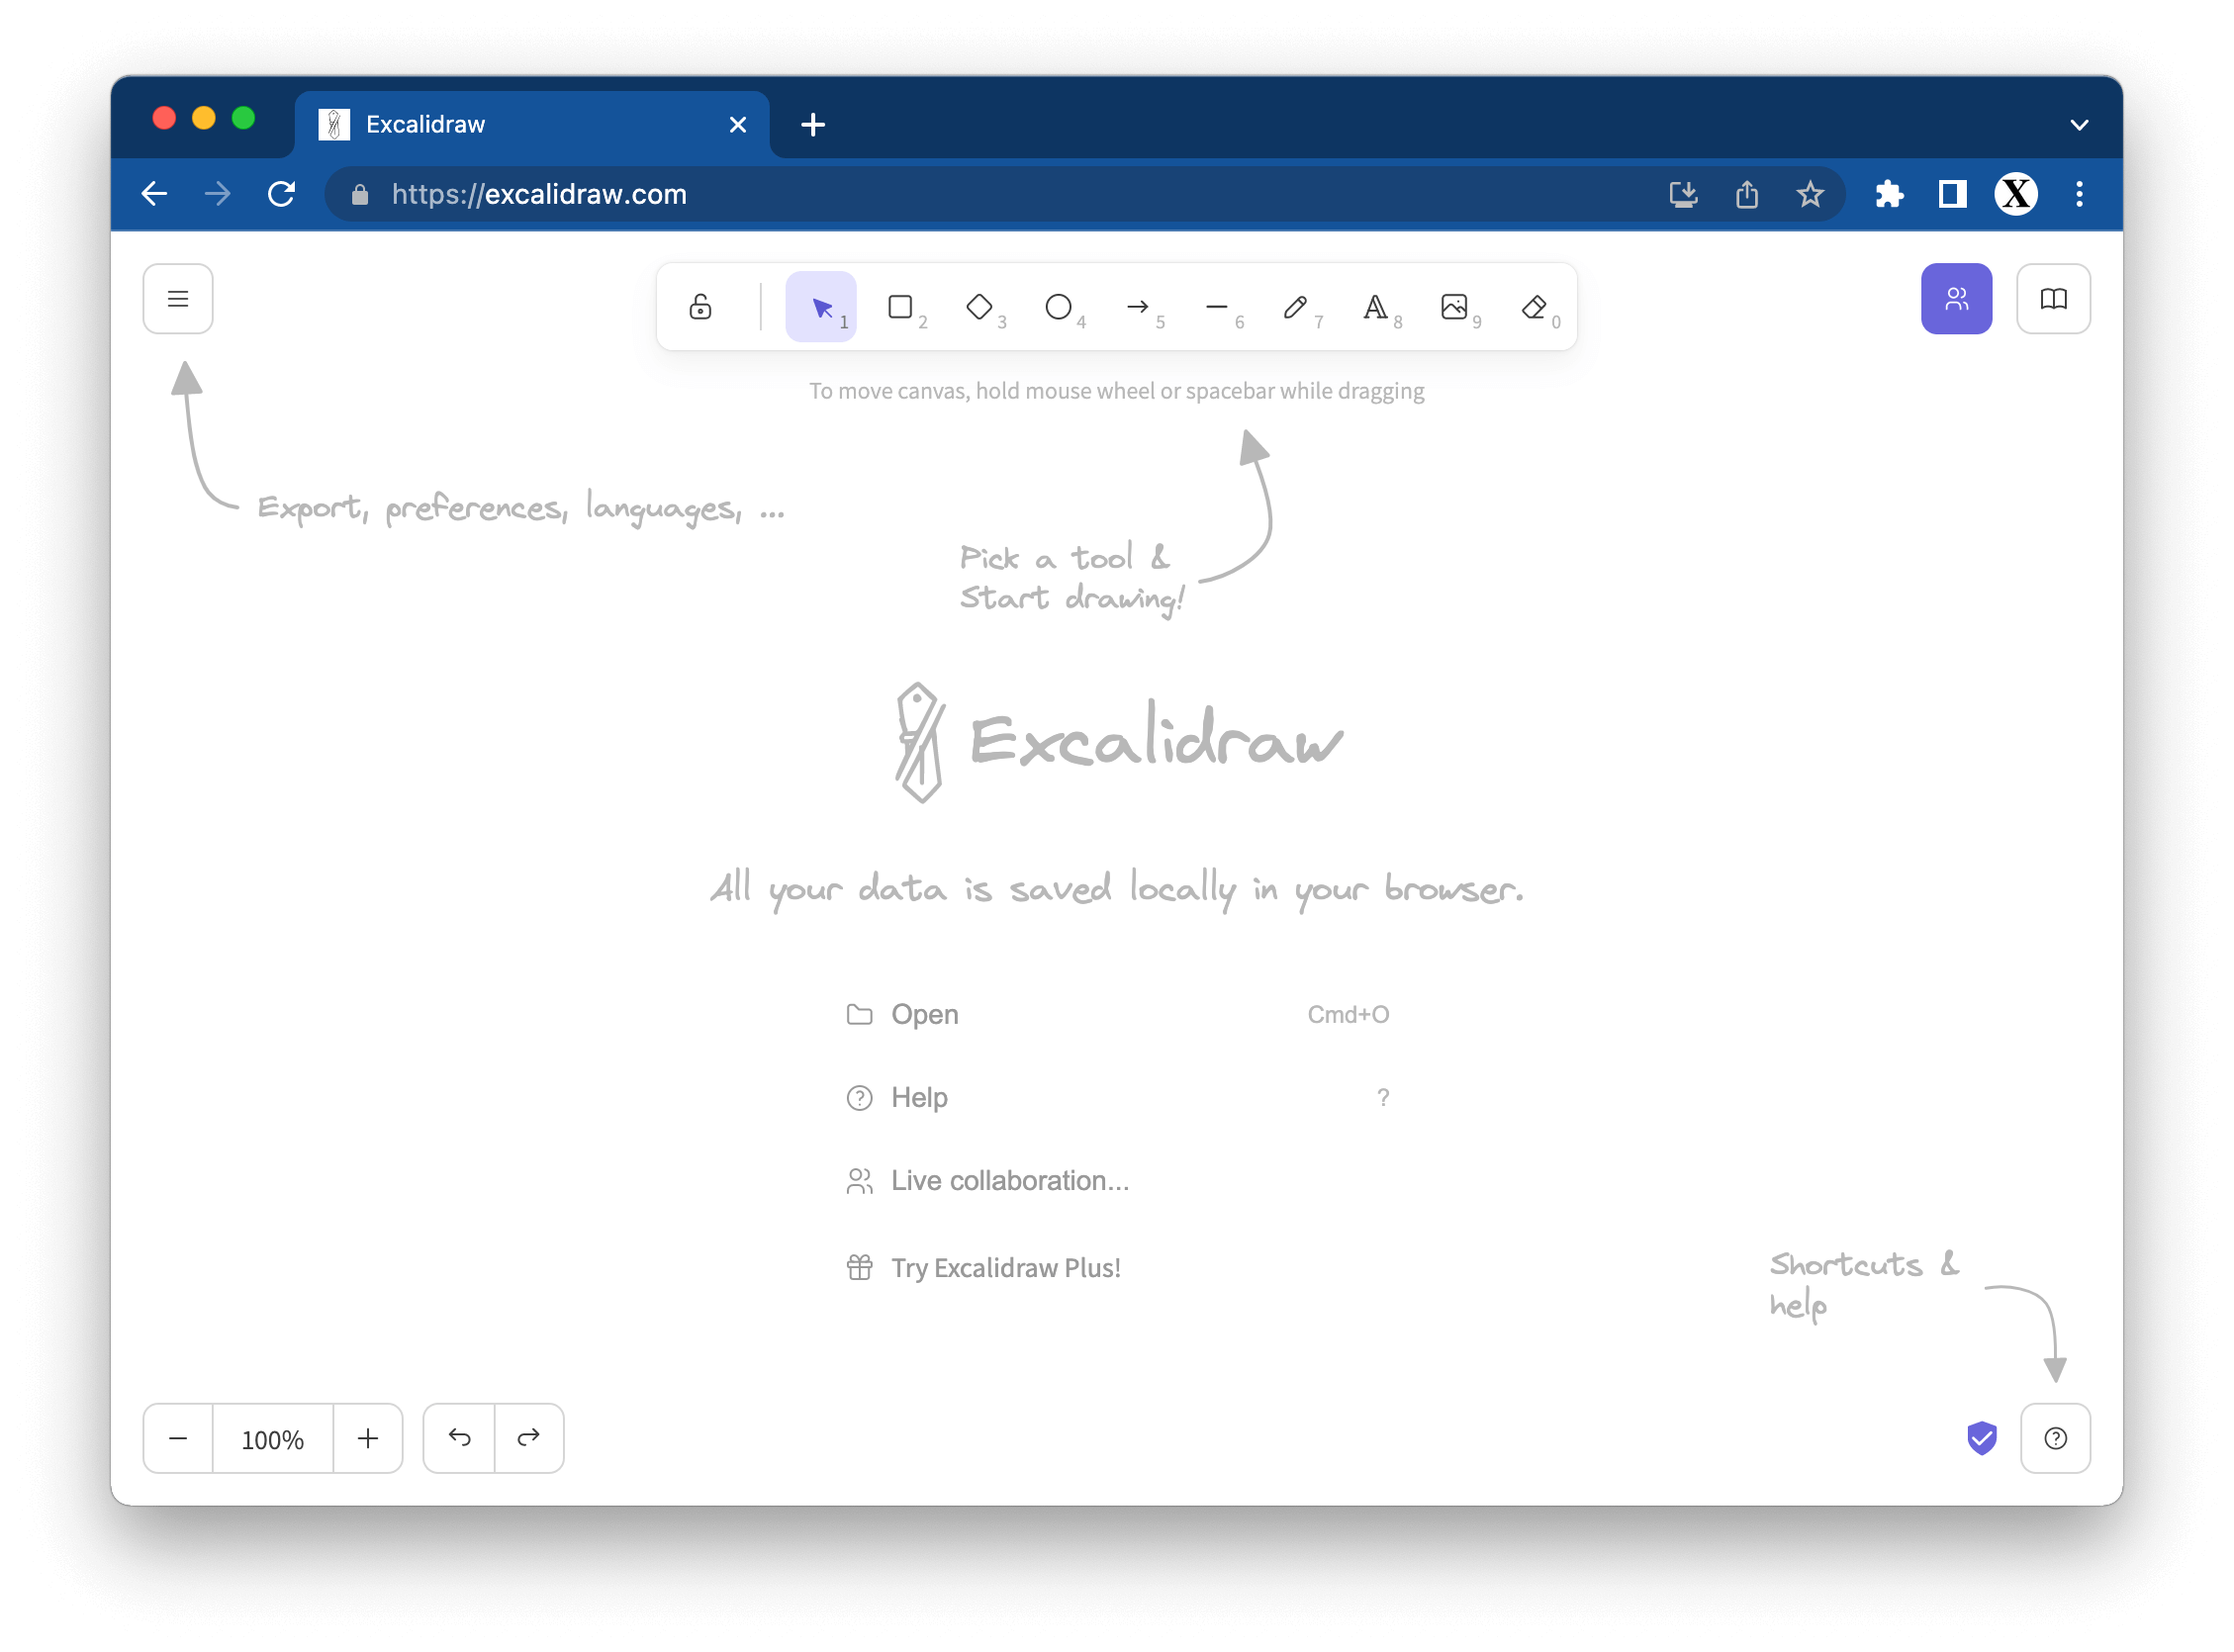 Excalidraw
https://excalidraw.com
X
1 2 3 4 5 6 7 8 9 0
To move canvas, hold mouse wheel or spacebar while dragging
Export, preferences, languages, ...
Pick a tool &
Start drawing!
Excalidraw
All your data is saved locally in your browser.
Open Cmd+O
Help ?
Live collaboration...
Try Excalidraw Plus!
Shortcuts &
help
100%